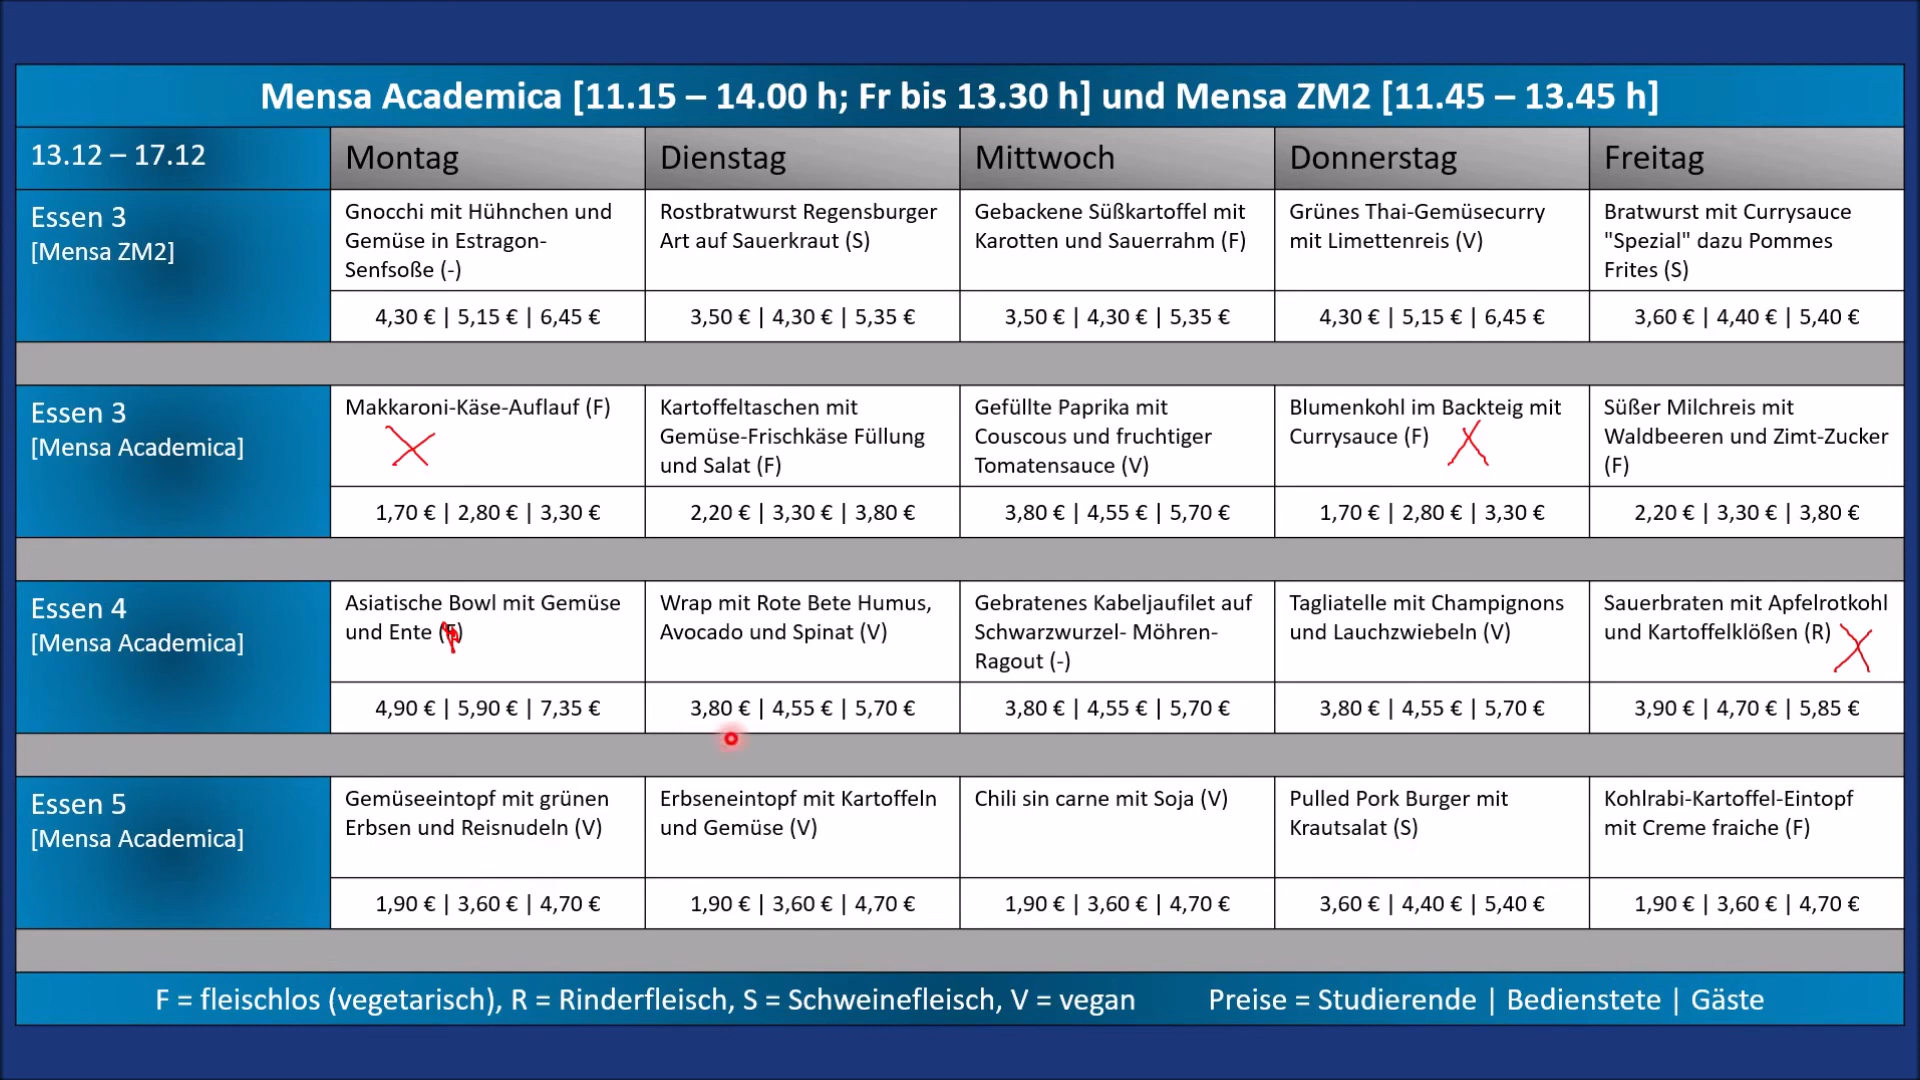 Mensa Academica [11.15 – 14.00 h; Fr bis 13.30 h] und Mensa ZM2 [11.45 – 13.45 h]
13.12 – 17.12
Montag
Dienstag
Mittwoch
Donnerstag
Freitag
Essen 3
[Mensa ZM2]
Gnocchi mit Hühnchen und
Gemüse in Estragon-
Senfsoße (-)
Rostbratwurst Regensburger
Art auf Sauerkraut (S)
Gebackene Süßkartoffel mit
Karotten und Sauerrahm (F)
Grünes Thai-Gemüsecurry
mit Limettenreis (V)
Bratwurst mit Currysauce
"Spezial" dazu Pommes
Frites (S)
4,30 € | 5,15 € | 6,45 €
3,50 € | 4,30 € | 5,35 €
3,50 € | 4,30 € | 5,35 €
4,30 € | 5,15 € | 6,45 €
3,60 € | 4,40 € | 5,40 €
Essen 3
[Mensa Academica]
Makkaroni-Käse-Auflauf (F)
Kartoffeltaschen mit
Gemüse-Frischkäse Füllung
und Salat (F)
Gefüllte Paprika mit
Couscous und fruchtiger
Tomatensauce (V)
Blumenkohl im Backteig mit
Currysauce (F)
Süßer Milchreis mit
Waldbeeren und Zimt-Zucker
(F)
1,70 € | 2,80 € | 3,30 €
2,20 € | 3,30 € | 3,80 €
3,80 € | 4,55 € | 5,70 €
1,70 € | 2,80 € | 3,30 €
2,20 € | 3,30 € | 3,80 €
Essen 4
[Mensa Academica]
Asiatische Bowl mit Gemüse
und Ente
Wrap mit Rote Bete Humus,
Avocado und Spinat (V)
Gebratenes Kabeljaufilet auf
Schwarzwurzel- Möhren-
Ragout (-)
Tagliatelle mit Champignons
und Lauchzwiebeln (V)
Sauerbraten mit Apfelrotkohl
und Kartoffelklößen (R)
4,90 € | 5,90 € | 7,35 €
3,80 € | 4,55 € | 5,70 €
3,80 € | 4,55 € | 5,70 €
3,80 € | 4,55 € | 5,70 €
3,90 € | 4,70 € | 5,85 €
Essen 5
[Mensa Academica]
Gemüseeintopf mit grünen
Erbsen und Reisnudeln (V)
Erbseneintopf mit Kartoffeln
und Gemüse (V)
Chili sin carne mit Soja (V)
Pulled Pork Burger mit
Krautsalat (S)
Kohlrabi-Kartoffel-Eintopf
mit Creme fraiche (F)
1,90 € | 3,60 € | 4,70 €
1,90 € | 3,60 € | 4,70 €
1,90 € | 3,60 € | 4,70 €
3,60 € | 4,40 € | 5,40 €
1,90 € | 3,60 € | 4,70 €
F = fleischlos (vegetarisch), R = Rinderfleisch, S = Schweinefleisch, V = vegan
Preise = Studierende | Bedienstete | Gäste